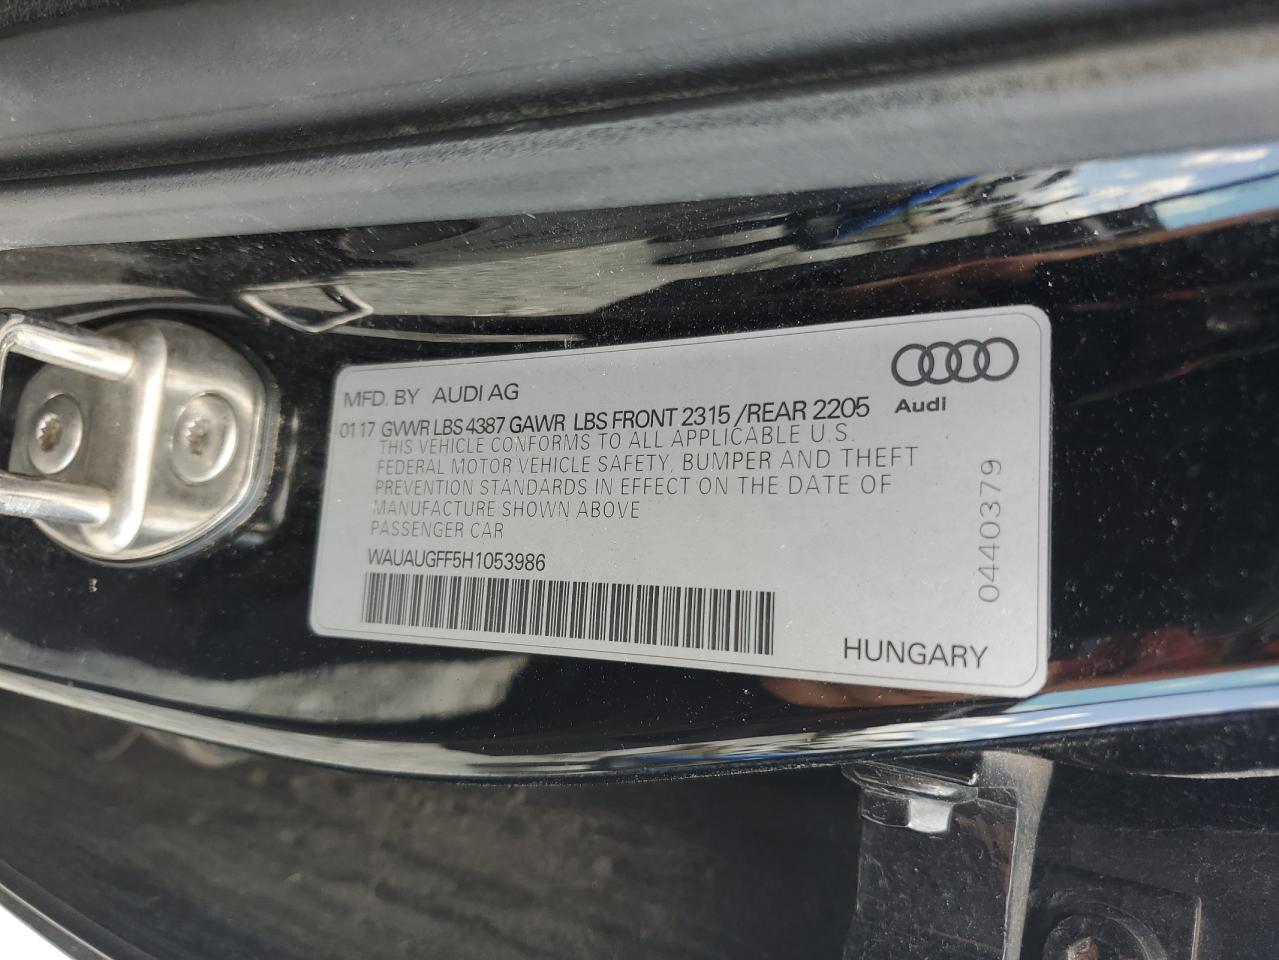 MFD. BY AUDI AG
Audi
0117 GVWR LBS 4387 GAWR LBS FRONT 2315 /REAR 2205
THIS VEHICLE CONFORMS TO ALL APPLICABLE U.S.
FEDERAL MOTOR VEHICLE SAFETY, BUMPER AND THEFT
PREVENTION STANDARDS IN EFFECT ON THE DATE OF
MANUFACTURE SHOWN ABOVE
PASSENGER CAR
WAUAUGFF5H1053986
0440379
HUNGARY